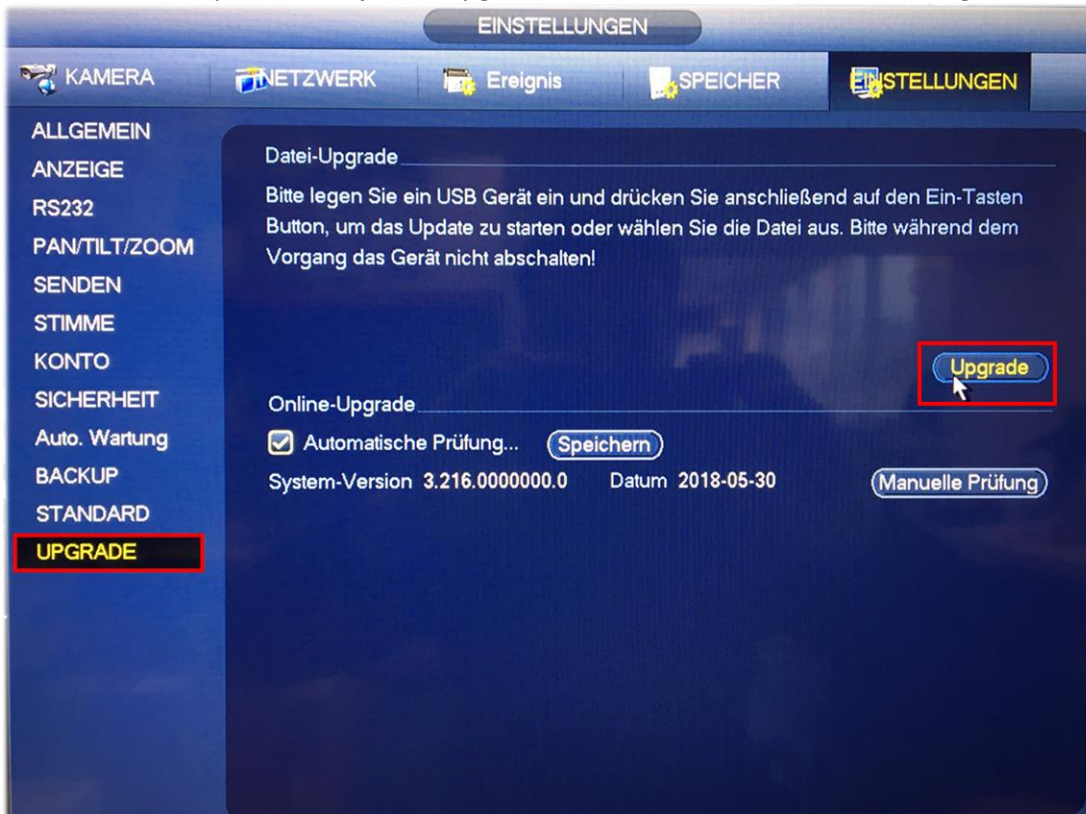 EINSTELLUNGEN
KAMERA
NETZWERK
Ereignis
SPEICHER
EINSTELLUNGEN
ALLGEMEIN
ANZEIGE
RS232
PAN/TILT/ZOOM
SENDEN
STIMME
KONTO
SICHERHEIT
Auto. Wartung
BACKUP
STANDARD
UPGRADE
Datei-Upgrade
Bitte legen Sie ein USB Gerät ein und drücken Sie anschließend auf den Ein-Tasten
Button, um das Update zu starten oder wählen Sie die Datei aus. Bitte während dem
Vorgang das Gerät nicht abschalten!
Upgrade
Online-Upgrade
Automatische Prüfung... Speichern
System-Version 3.216.0000000.0 Datum 2018-05-30 Manuelle Prüfung